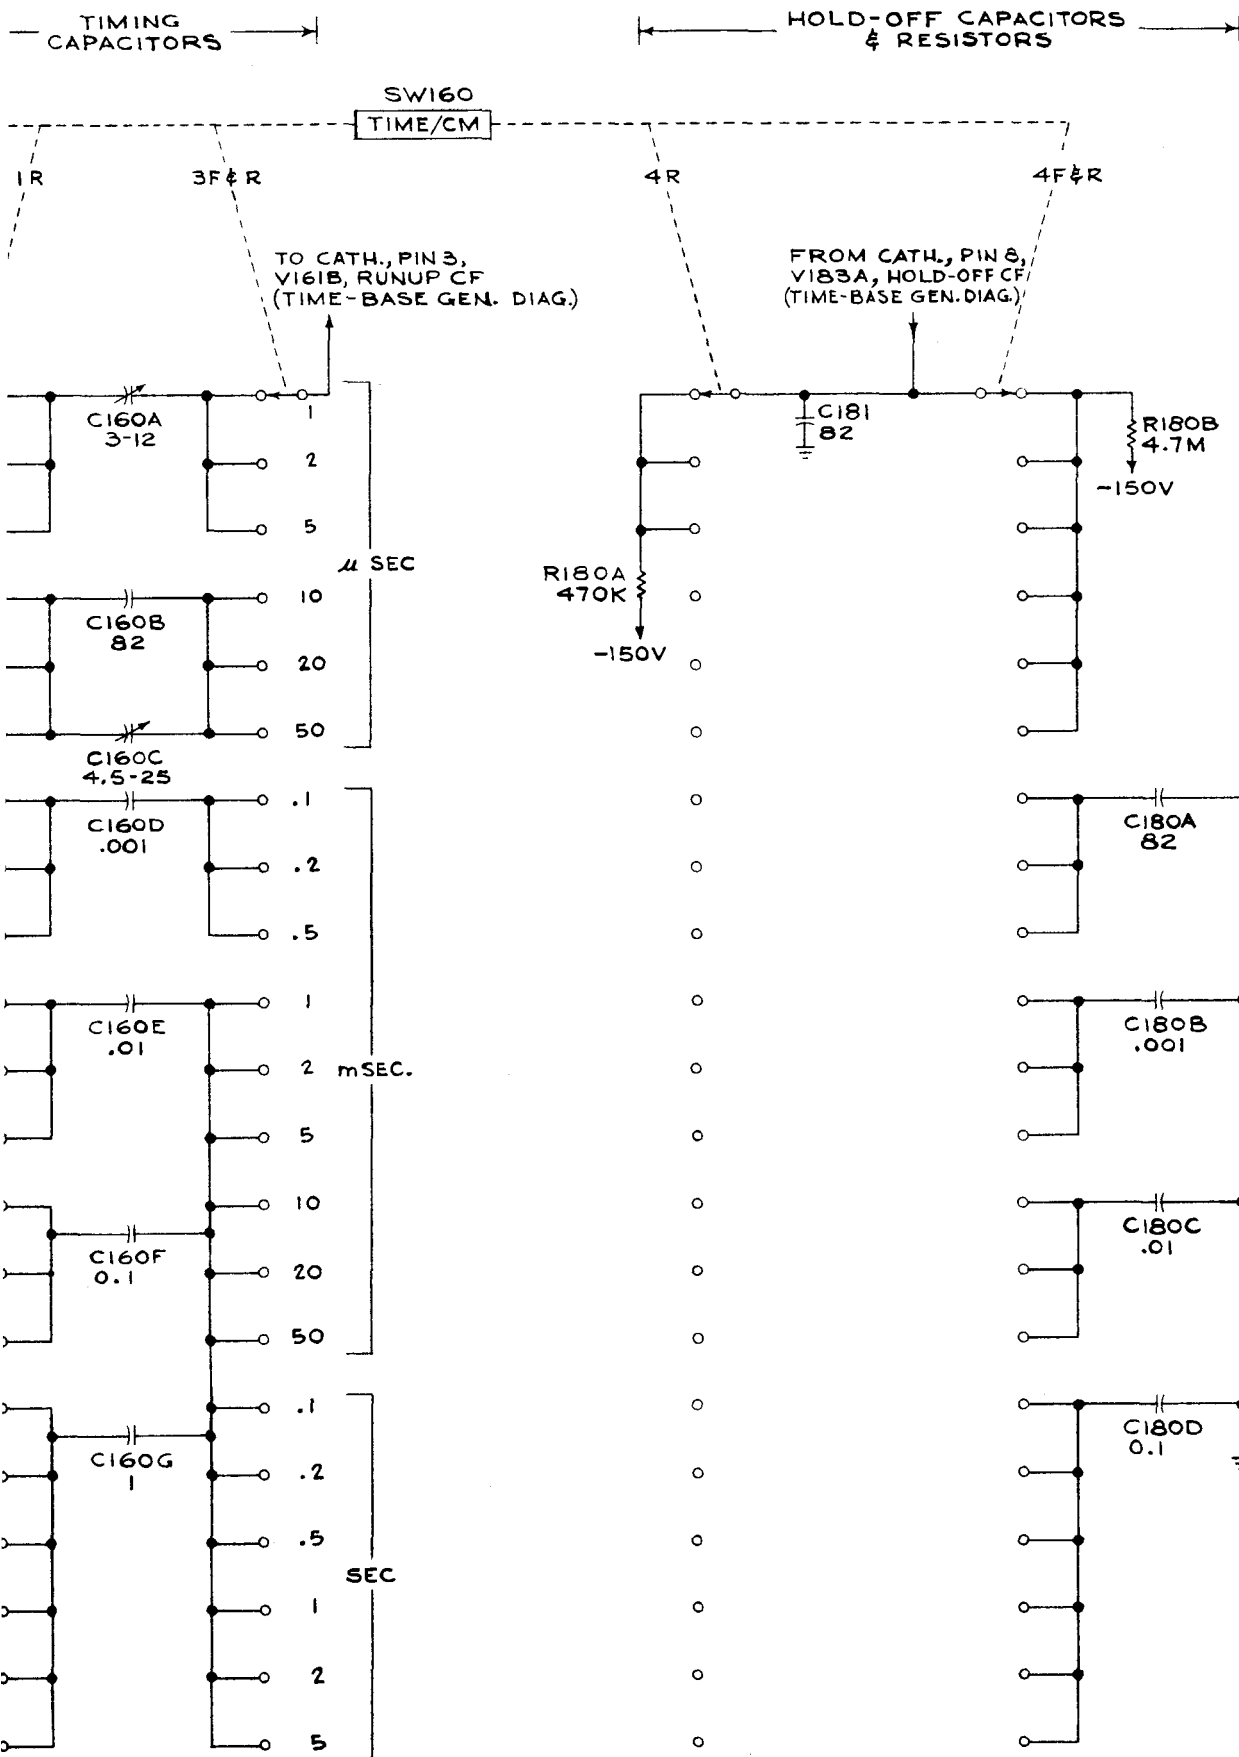 TIMING
CAPACITORS
HOLD-OFF CAPACITORS
& RESISTORS
SW160
TIME/CM
1R
3F&R
4R
4F&R
TO CATH., PIN 3,
V161B, RUNUP CF
(TIME-BASE GEN. DIAG.)
FROM CATH., PIN 8,
V183A, HOLD-OFF CF
(TIME-BASE GEN. DIAG.)
C160A
3-12
1
2
5
µ SEC
C160B
82
10
20
50
C160C
4.5-25
C181
82
R180B
4.7M
-150V
R180A
470K
-150V
C160D
.001
.1
.2
.5
C180A
82
C160E
.01
1
2
mSEC.
5
C180B
.001
C160F
0.1
10
20
50
C180C
.01
C160G
1
.1
.2
.5
SEC
1
2
5
C180D
0.1